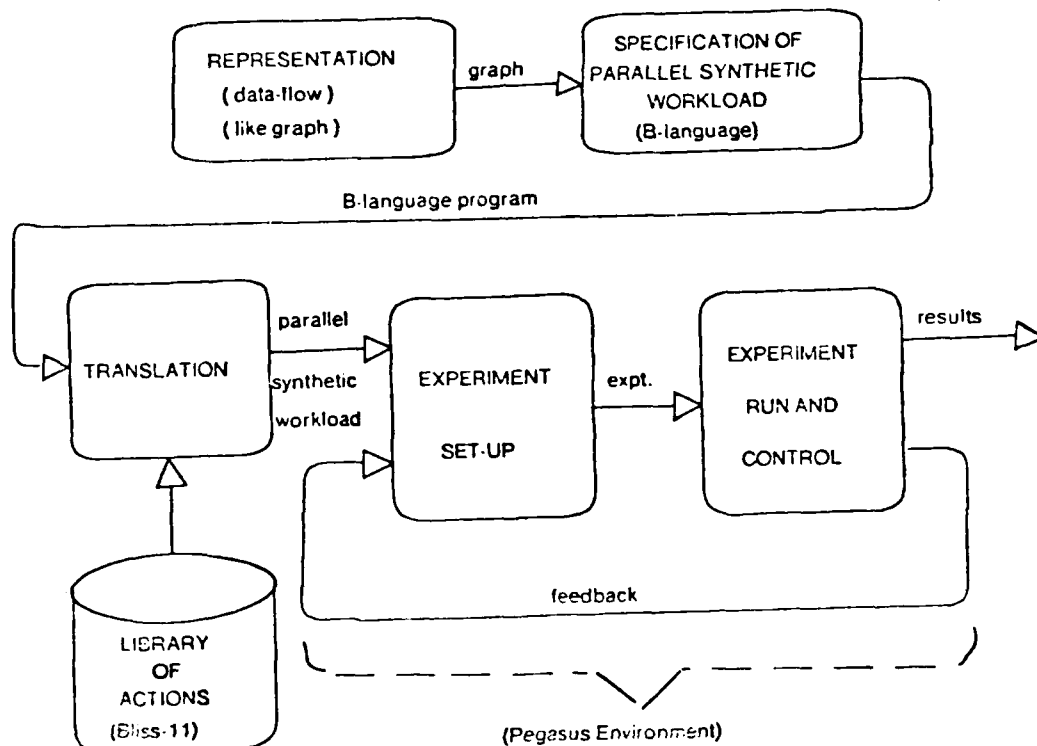 REPRESENTATION
( data-flow )
( like graph )
graph
SPECIFICATION OF
PARALLEL SYNTHETIC
WORKLOAD
(B-language)
B-language program
TRANSLATION
parallel
synthetic
workload
EXPERIMENT
SET-UP
expt.
EXPERIMENT
RUN AND
CONTROL
results
feedback
LIBRARY
OF
ACTIONS
(Bliss-11)
(Pegasus Environment)